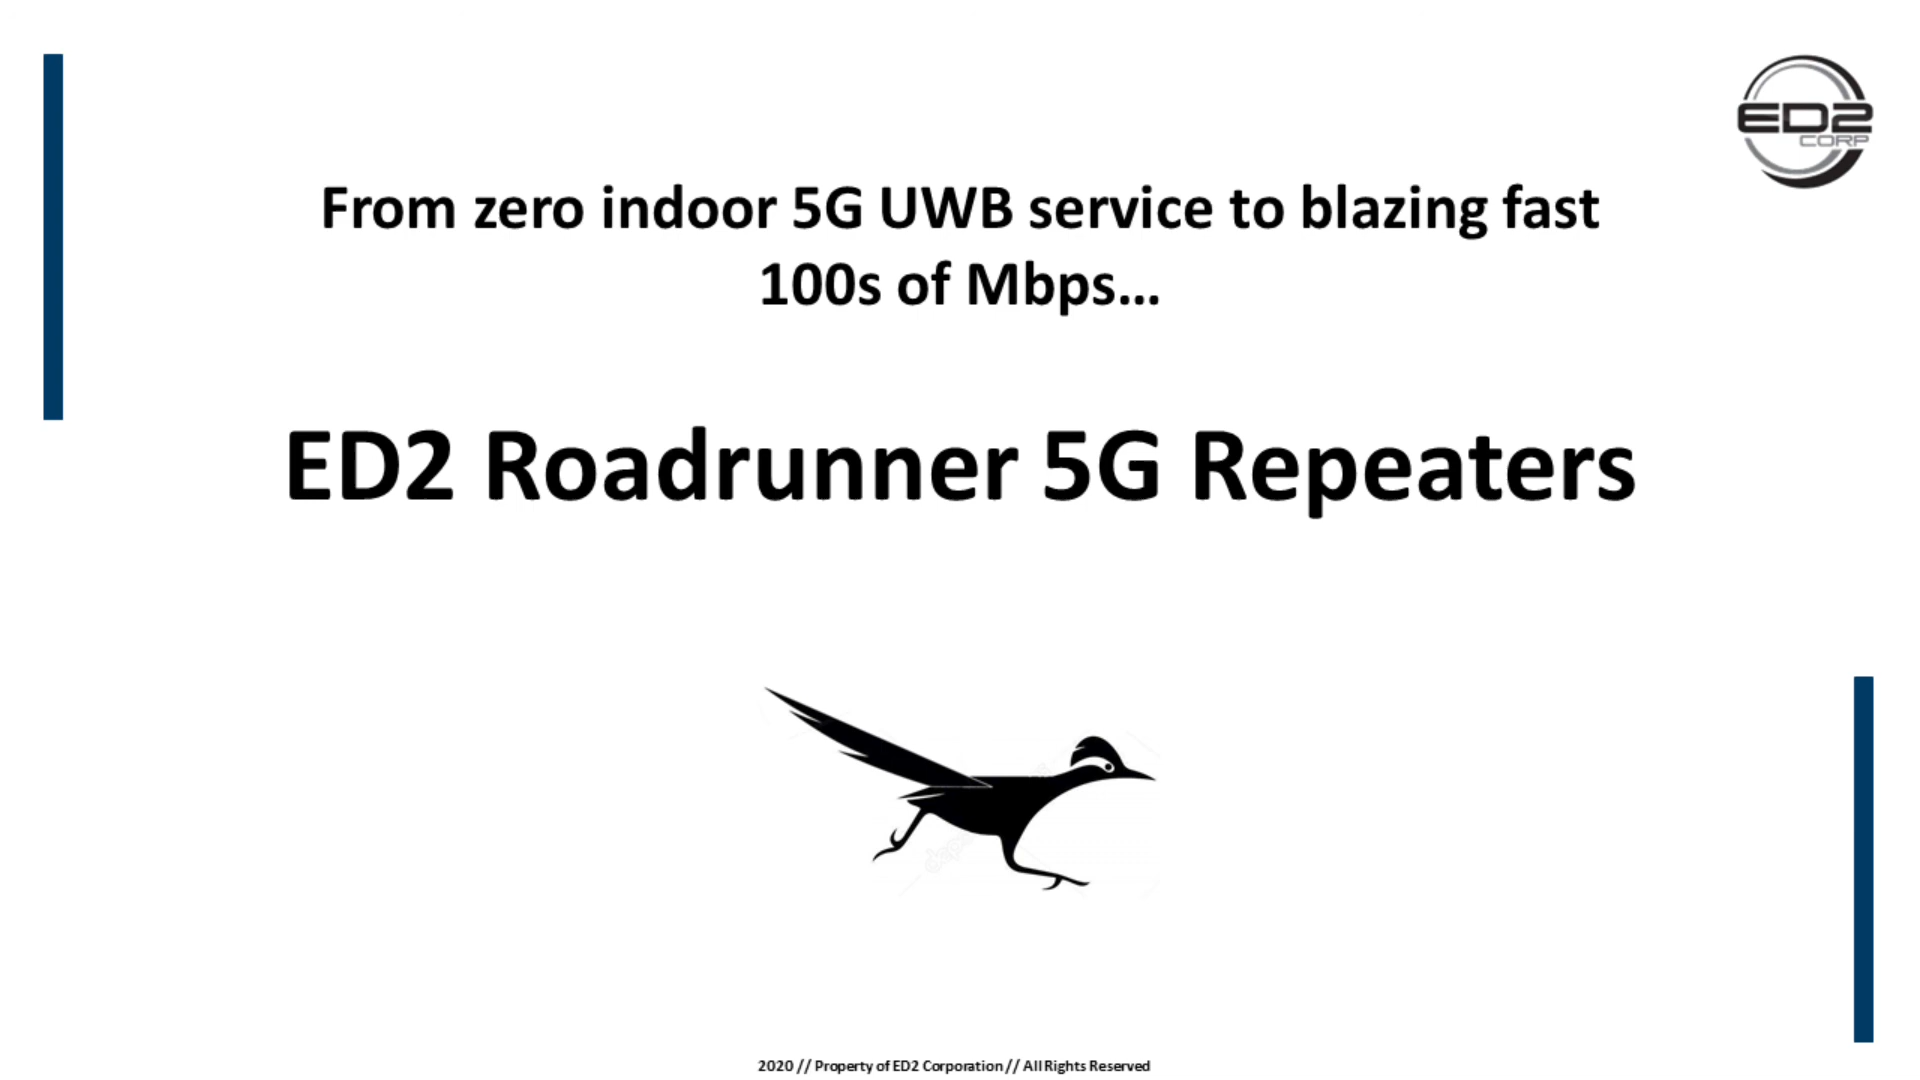 ED2
CORP
From zero indoor 5G UWB service to blazing fast
100s of Mbps...
ED2 Roadrunner 5G Repeaters
2020 // Property of ED2 Corporation // All Rights Reserved